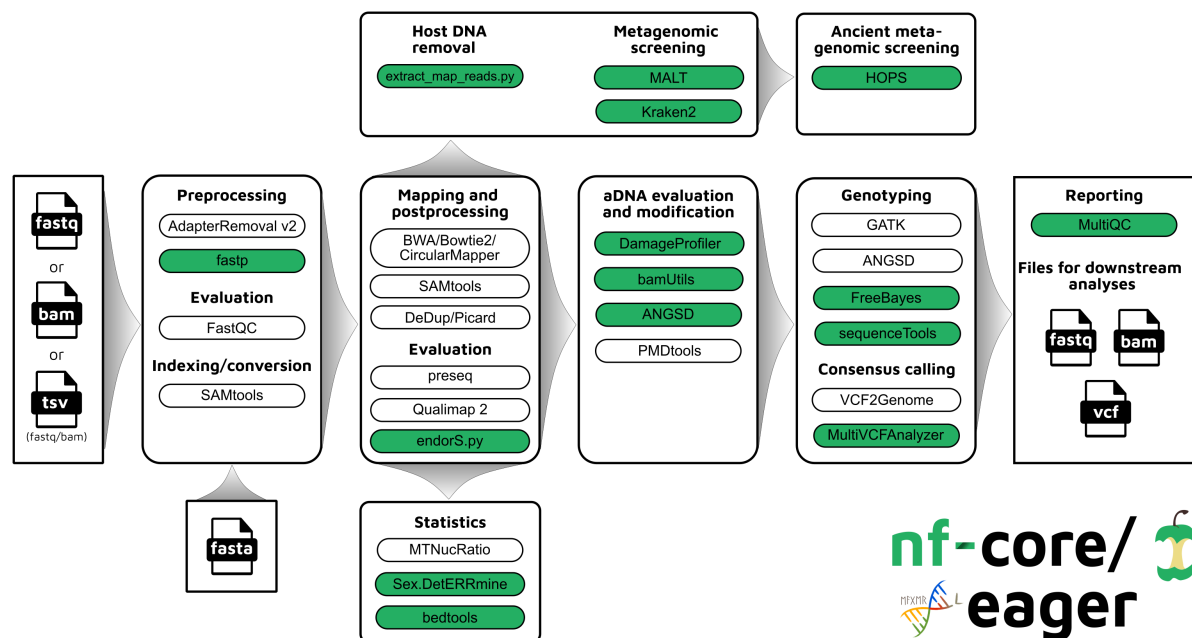 Host DNA
removal
extract_map_reads.py
Metagenomic
screening
MALT
Kraken2
Ancient meta-
genomic screening
HOPS
fastq
or
bam
or
tsv
(fastq/bam)
Preprocessing
AdapterRemoval v2
fastp
Evaluation
FastQC
Indexing/conversion
SAMtools
fasta
Mapping and
postprocessing
BWA/Bowtie2/
CircularMapper
SAMtools
DeDup/Picard
Evaluation
preseq
Qualimap 2
endorS.py
Statistics
MTNucRatio
Sex.DetERRmine
bedtools
aDNA evaluation
and modification
DamageProfiler
bamUtils
ANGSD
PMDtools
Genotyping
GATK
ANGSD
FreeBayes
sequenceTools
Consensus calling
VCF2Genome
MultiVCFAnalyzer
Reporting
MultiQC
Files for downstream
analyses
fastq
bam
vcf
nf-core/
eager